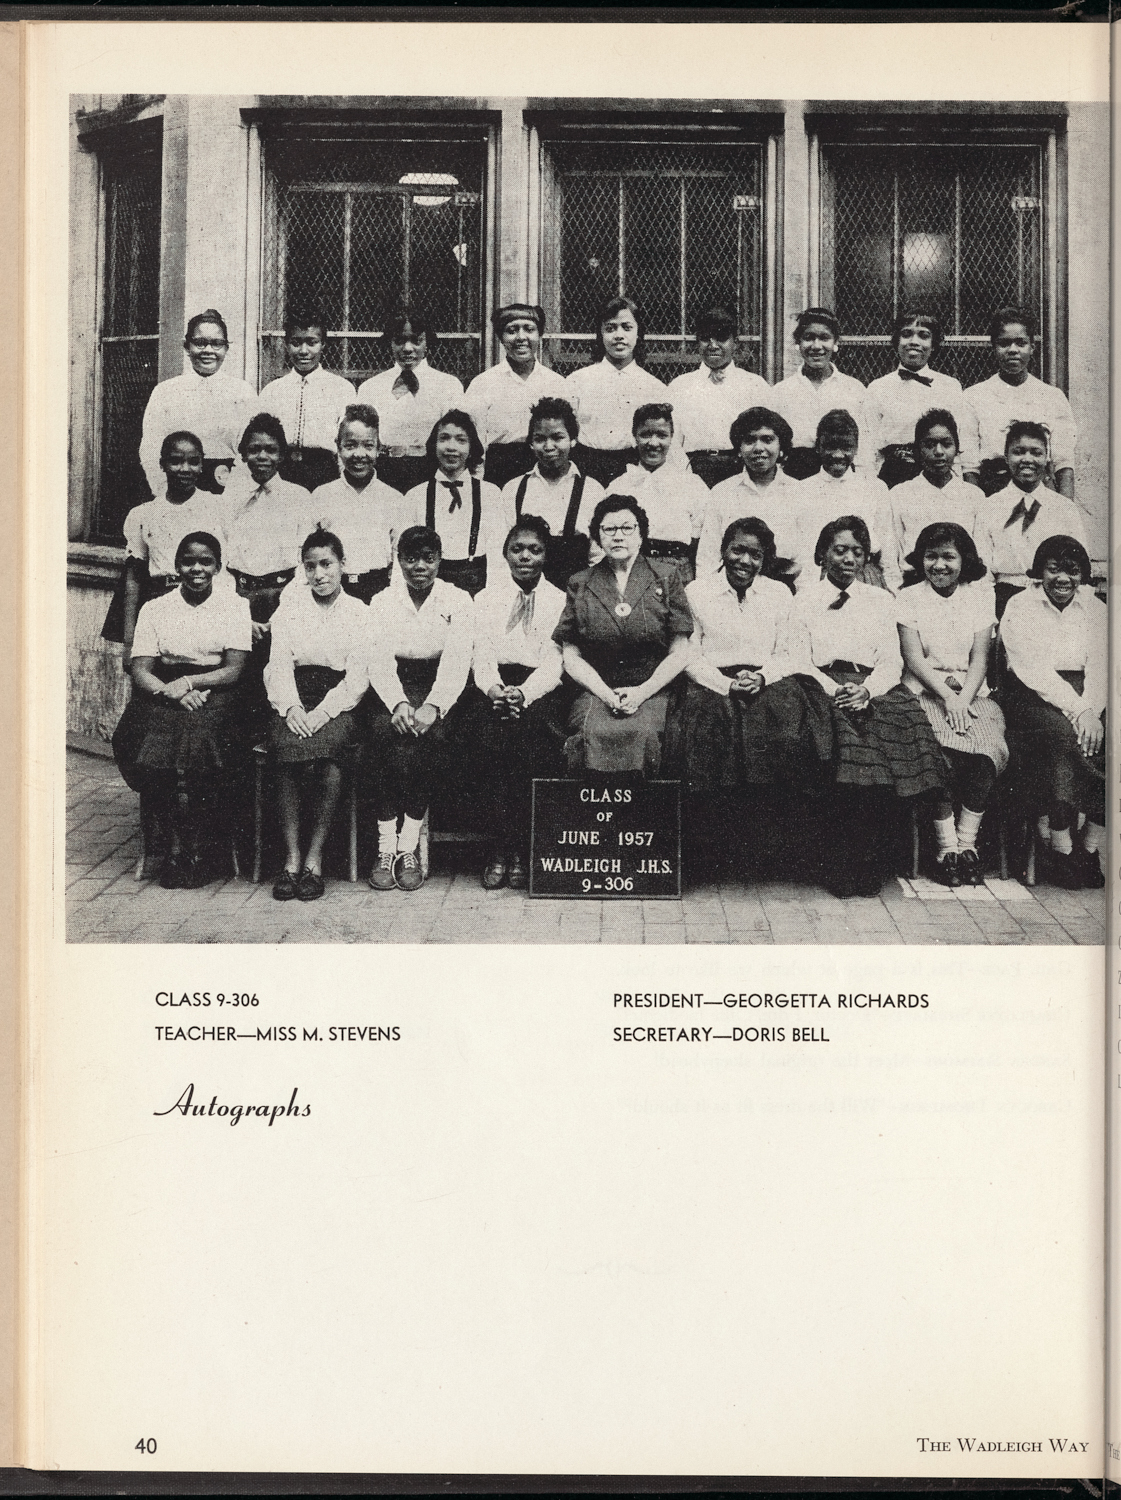 CLASS
OF
JUNE 1957
WADLEIGH J.H.S.
9-306
CLASS 9-306
TEACHER—MISS M. STEVENS
PRESIDENT—GEORGETTA RICHARDS
SECRETARY—DORIS BELL
Autographs
40
THE WADLEIGH WAY